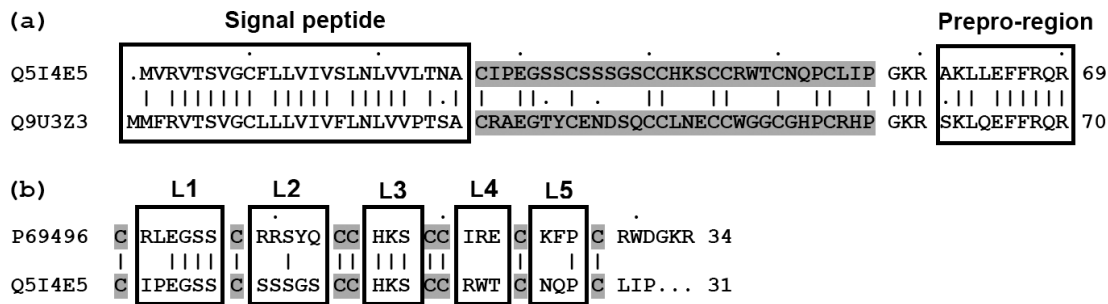 (a) Signal peptide Prepro-region
Q5I4E5 .MVRVTSVGCFLLVIVSLNLVVLTNA CIPEGSSCSSSGSCCHKSCCRWTCNQPCLIP GKR AKLLEFFRQR 69
Q9U3Z3 MMFRVTSVGCLLLVIVFLNLVVPTSA CRAEGTYCENDSQCCLNECCWGGCGHPCRHP GKR SKLQEFFRQR 70
(b) L1 L2 L3 L4 L5
P69496 C RLEGSS C RRSYQ CC HKS CC IRE C KFP C RWDGKR 34
Q5I4E5 C IPEGSS C SSSGS CC HKS CC RWT C NQP C LIP... 31